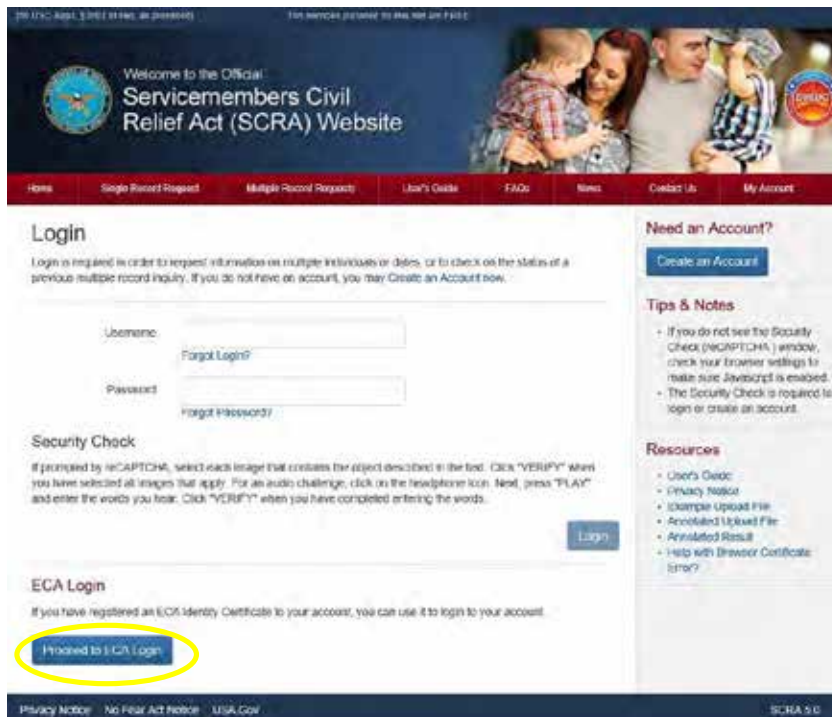 Welcome to the Official
Servicemembers Civil
Relief Act (SCRA) Website
Home Single Record Request Multiple Record Requests User's Guide FAQs News Contact Us My Account
Login
Login is required in order to request information on multiple individuals or dates, or to check on the status of a
previous multiple record inquiry. If you do not have an account, you may Create an Account now.
Username
Forgot Login?
Password
Forgot Password?
Security Check
If prompted by reCAPTCHA, select each image that contains the object described in the text. Click "VERIFY" when
you have selected all images that apply. For an audio challenge, click on the headphone icon. Next, press "PLAY"
and enter the words you hear. Click "VERIFY" when you have completed entering the words.
Login
ECA Login
If you have registered an ECA Identity Certificate to your account, you can use it to login to your account.
Proceed to ECA Login
Need an Account?
Create an Account
Tips & Notes
If you do not see the Security
Check (reCAPTCHA ) window,
check your browser settings to
make sure Javascript is enabled.
The Security Check is required to
login or create an account.
Resources
User's Guide
Privacy Notice
Example Upload File
Annotated Upload File
Annotated Result
Help with Browser Certificate
Error?
Privacy Notice No Fear Act Notice USA.Gov SCRA 5.0